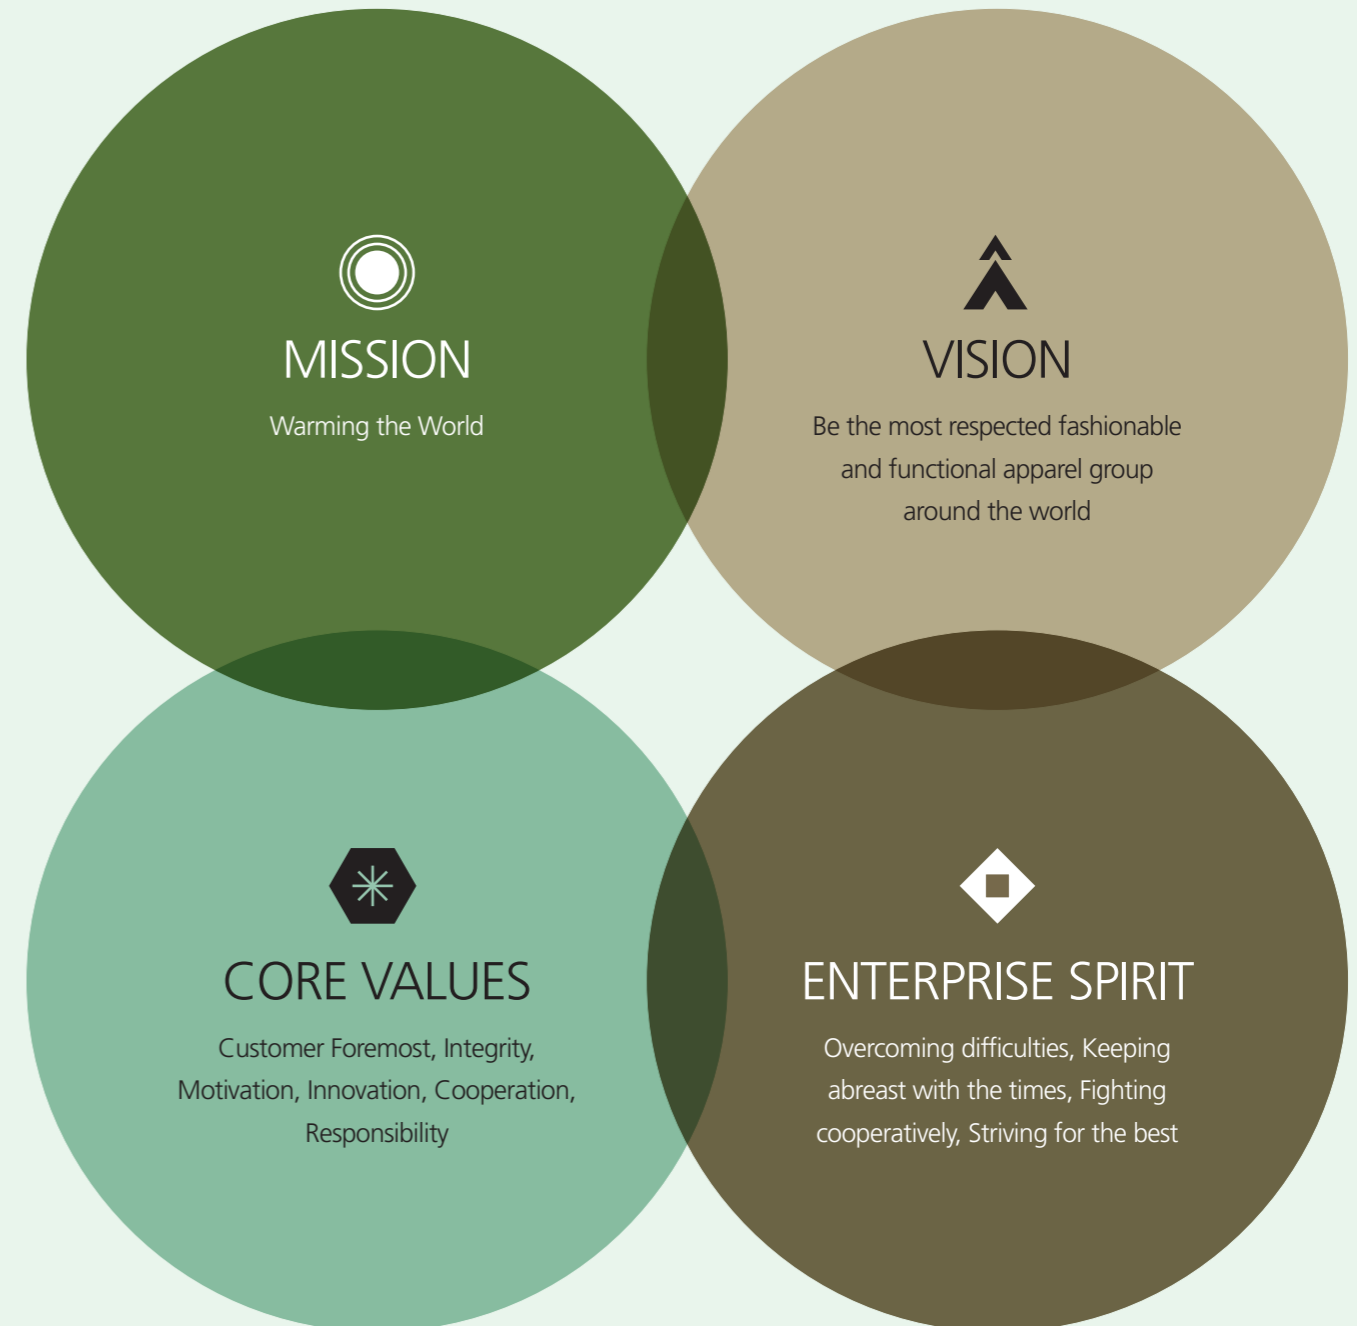 MISSION
Warming the World
VISION
Be the most respected fashionable
and functional apparel group
around the world
CORE VALUES
Customer Foremost, Integrity,
Motivation, Innovation, Cooperation,
Responsibility
ENTERPRISE SPIRIT
Overcoming difficulties, Keeping
abreast with the times, Fighting
cooperatively, Striving for the best